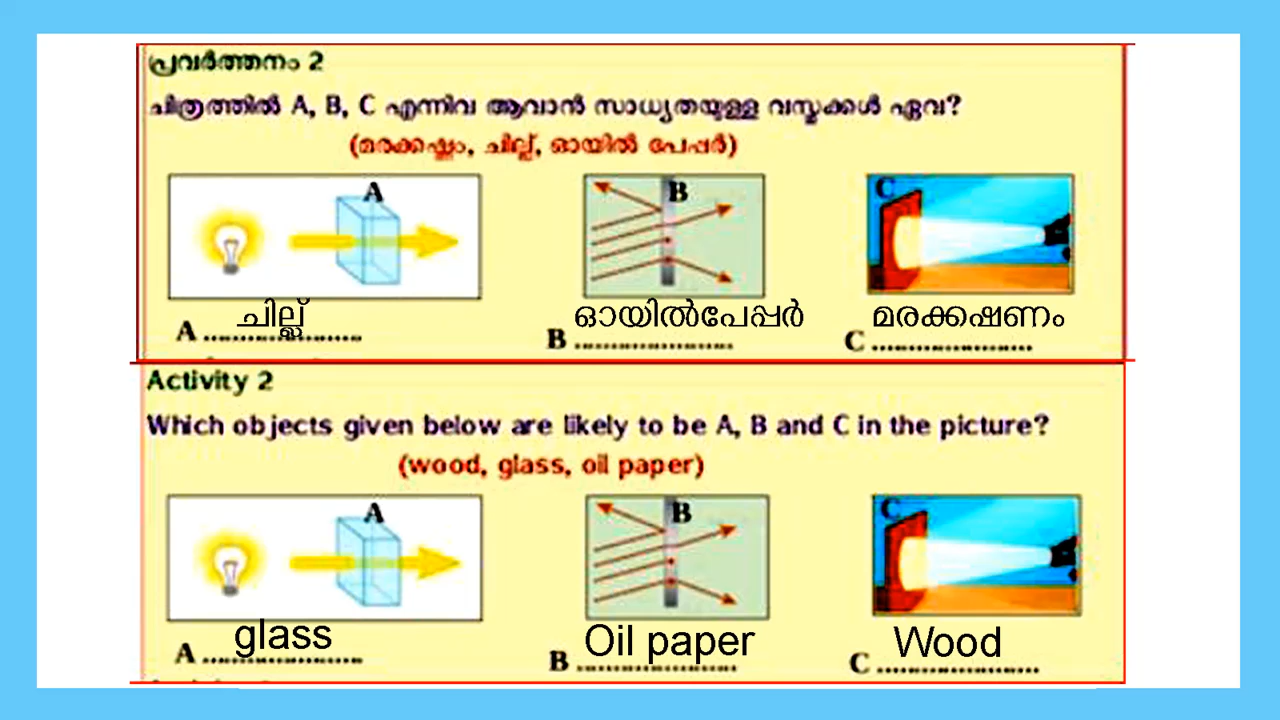 പ്രവർത്തനം 2
ചിത്രത്തിൽ A, B, C എന്നിവ ആവാൻ സാധ്യതയുള്ള വസ്തുക്കൾ ഏവ?
(മരക്കഷ്ണം, ചില്ല്, ഓയിൽ പേപ്പർ)
A B C
ചില്ല് ഓയിൽപേപ്പർ മരക്കഷണം
A ........................ B ........................ C ........................
Activity 2
Which objects given below are likely to be A, B and C in the picture?
(wood, glass, oil paper)
A B C
glass Oil paper Wood
A ........................ B ........................ C ........................